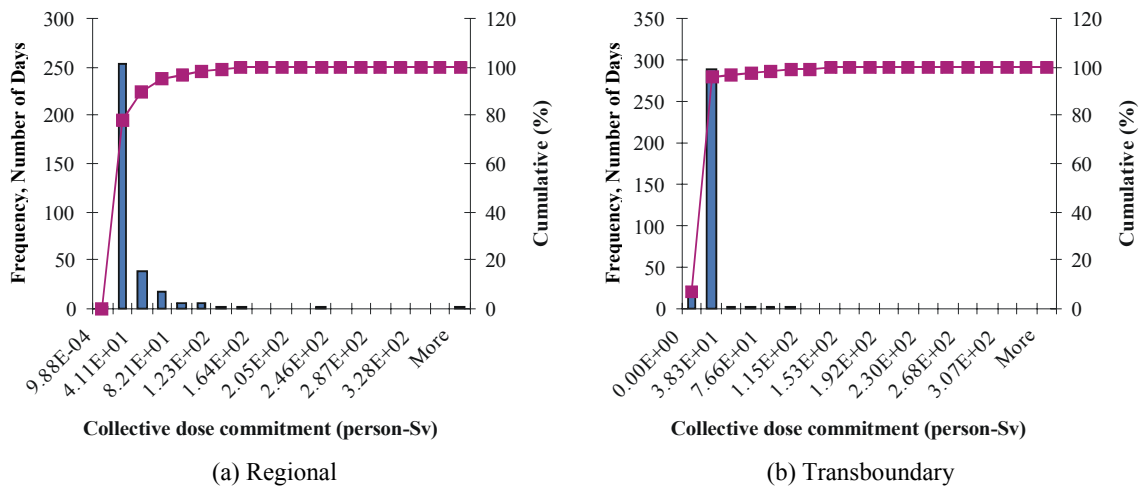 300
250
200
150
100
50
0
Frequency, Number of Days
120
100
80
60
40
20
0
Cumulative (%)
9.88E-04
4.11E+01
8.21E+01
1.23E+02
1.64E+02
2.05E+02
2.46E+02
2.87E+02
3.28E+02
More
Collective dose commitment (person-Sv)
(a) Regional
350
300
250
200
150
100
50
0
Frequency, Number of Days
120
100
80
60
40
20
0
Cumulative (%)
0.00E+00
3.83E+01
7.66E+01
1.15E+02
1.53E+02
1.92E+02
2.30E+02
2.68E+02
3.07E+02
More
Collective dose commitment (person-Sv)
(b) Transboundary